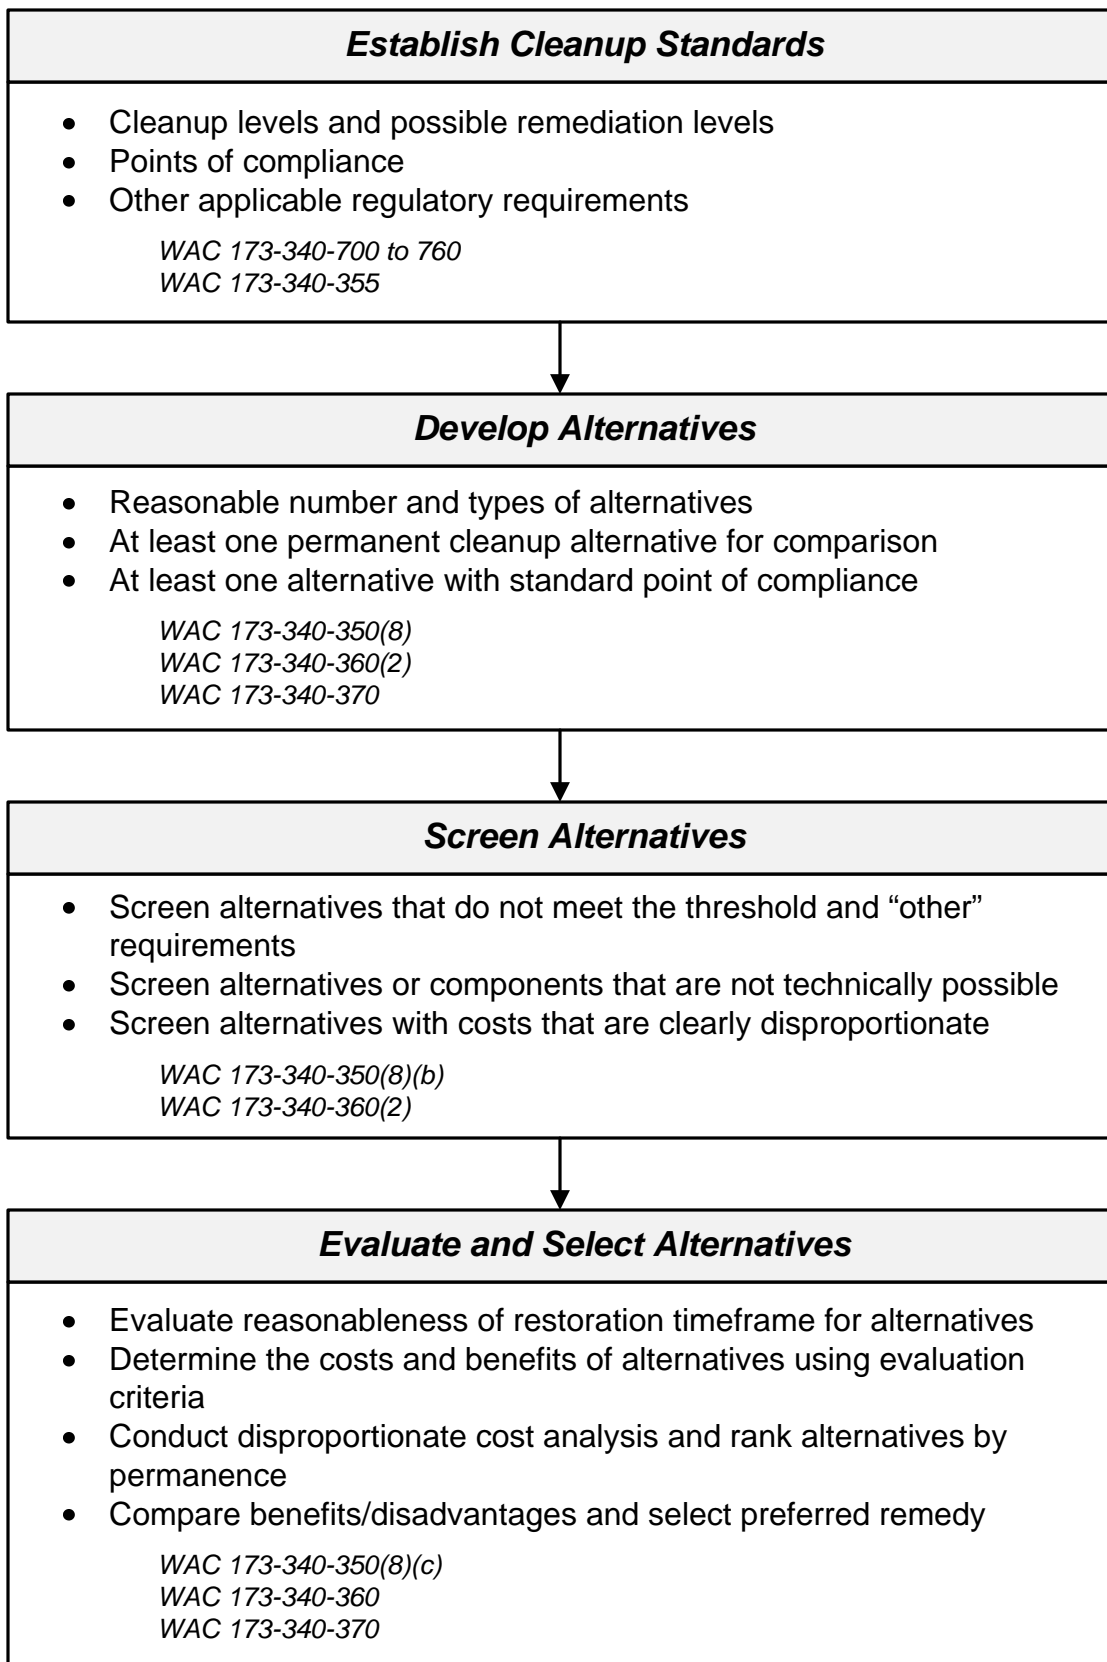 Establish Cleanup Standards
• Cleanup levels and possible remediation levels
• Points of compliance
• Other applicable regulatory requirements
WAC 173-340-700 to 760
WAC 173-340-355
Develop Alternatives
• Reasonable number and types of alternatives
• At least one permanent cleanup alternative for comparison
• At least one alternative with standard point of compliance
WAC 173-340-350(8)
WAC 173-340-360(2)
WAC 173-340-370
Screen Alternatives
• Screen alternatives that do not meet the threshold and “other”
requirements
• Screen alternatives or components that are not technically possible
• Screen alternatives with costs that are clearly disproportionate
WAC 173-340-350(8)(b)
WAC 173-340-360(2)
Evaluate and Select Alternatives
• Evaluate reasonableness of restoration timeframe for alternatives
• Determine the costs and benefits of alternatives using evaluation
criteria
• Conduct disproportionate cost analysis and rank alternatives by
permanence
• Compare benefits/disadvantages and select preferred remedy
WAC 173-340-350(8)(c)
WAC 173-340-360
WAC 173-340-370